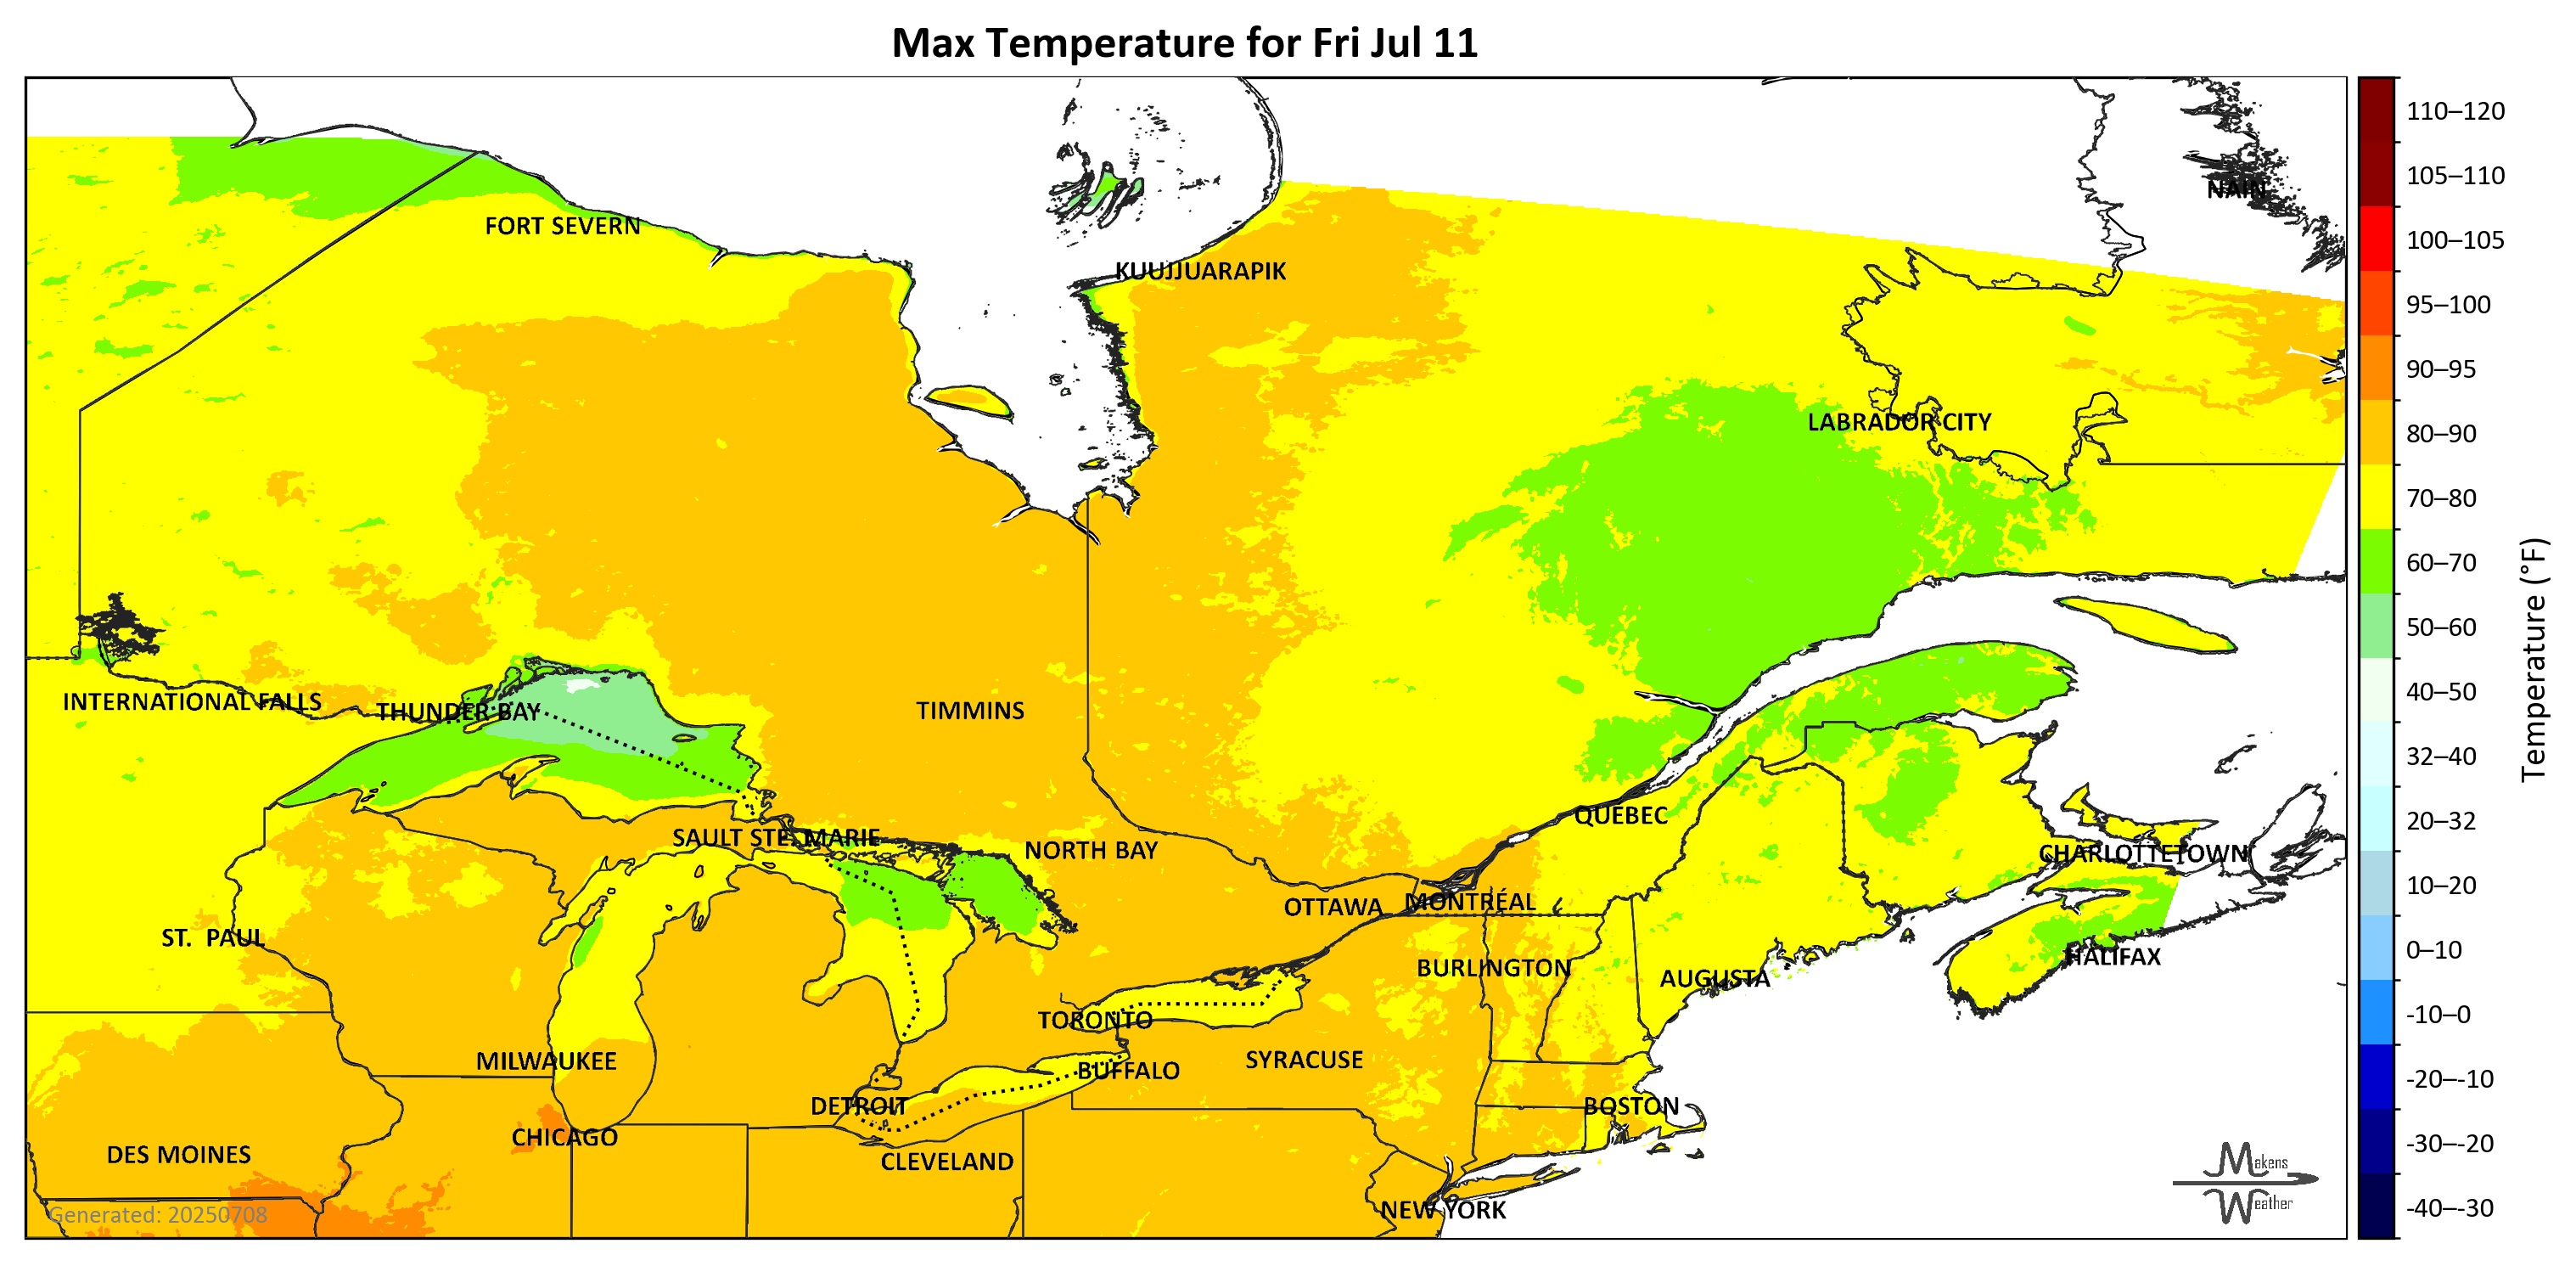 Max Temperature for Fri Jul 11
NAIN
FORT SEVERN
KUUJJUARAPIK
LABRADOR CITY
INTERNATIONAL FALLS
THUNDER BAY
TIMMINS
QUEBEC
SAULT STE. MARIE
NORTH BAY
CHARLOTTETOWN
OTTAWA
MONTRÉAL
ST. PAUL
HALIFAX
BURLINGTON
AUGUSTA
TORONTO
MILWAUKEE
SYRACUSE
BUFFALO
DETROIT
BOSTON
CHICAGO
DES MOINES
CLEVELAND
NEW YORK
Generated: 20250708
Makens
Weather
110–120
105–110
100–105
95–100
90–95
80–90
70–80
60–70
50–60
40–50
32–40
20–32
10–20
0–10
-10–0
-20–-10
-30–-20
-40–-30
Temperature (°F)